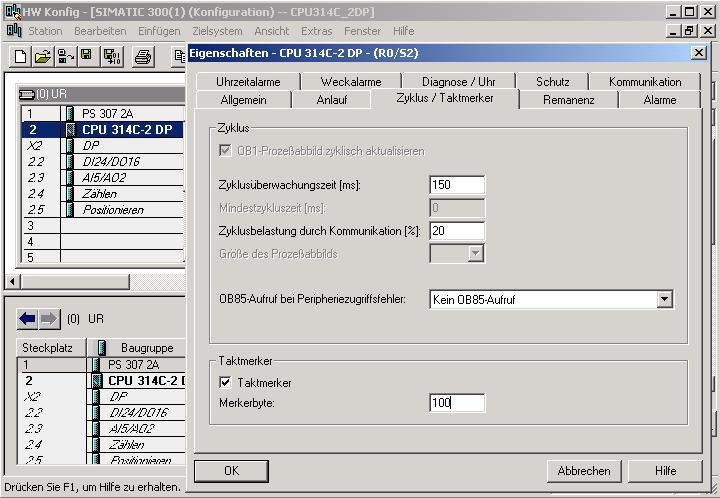 HW Konfig - [SIMATIC 300(1) (Konfiguration) -- CPU314C_2DP]
Station Bearbeiten Einfügen Zielsystem Ansicht Extras Fenster Hilfe
Eigenschaften - CPU 314C-2 DP - (R0/S2)
Uhrzeitalarme Weckalarme Diagnose / Uhr Schutz Kommunikation
Allgemein Anlauf Zyklus / Taktmerker Remanenz Alarme
(0) UR
1 PS 307 2A
2 CPU 314C-2 DP
X2 DP
2.2 DI24/DO16
2.3 AI5/AO2
2.4 Zählen
2.5 Positionieren
3
4
5
Zyklus
OB1-Prozeßabbild zyklisch aktualisieren
Zyklusüberwachungszeit [ms]: 150
Mindestzykluszeit [ms]: 0
Zyklusbelastung durch Kommunikation [%]: 20
Größe des Prozeßabbilds
OB85-Aufruf bei Peripheriezugriffsfehler: Kein OB85-Aufruf
Taktmerker
Taktmerker
Merkerbyte: 100
(0) UR
Steckplatz Baugruppe
1 PS 307 2A
2 CPU 314C-2 D
X2 DP
2.2 DI24/DO16
2.3 AI5/AO2
2.4 Zählen
2.5 Positionieren
OK Abbrechen Hilfe
Drücken Sie F1, um Hilfe zu erhalten.